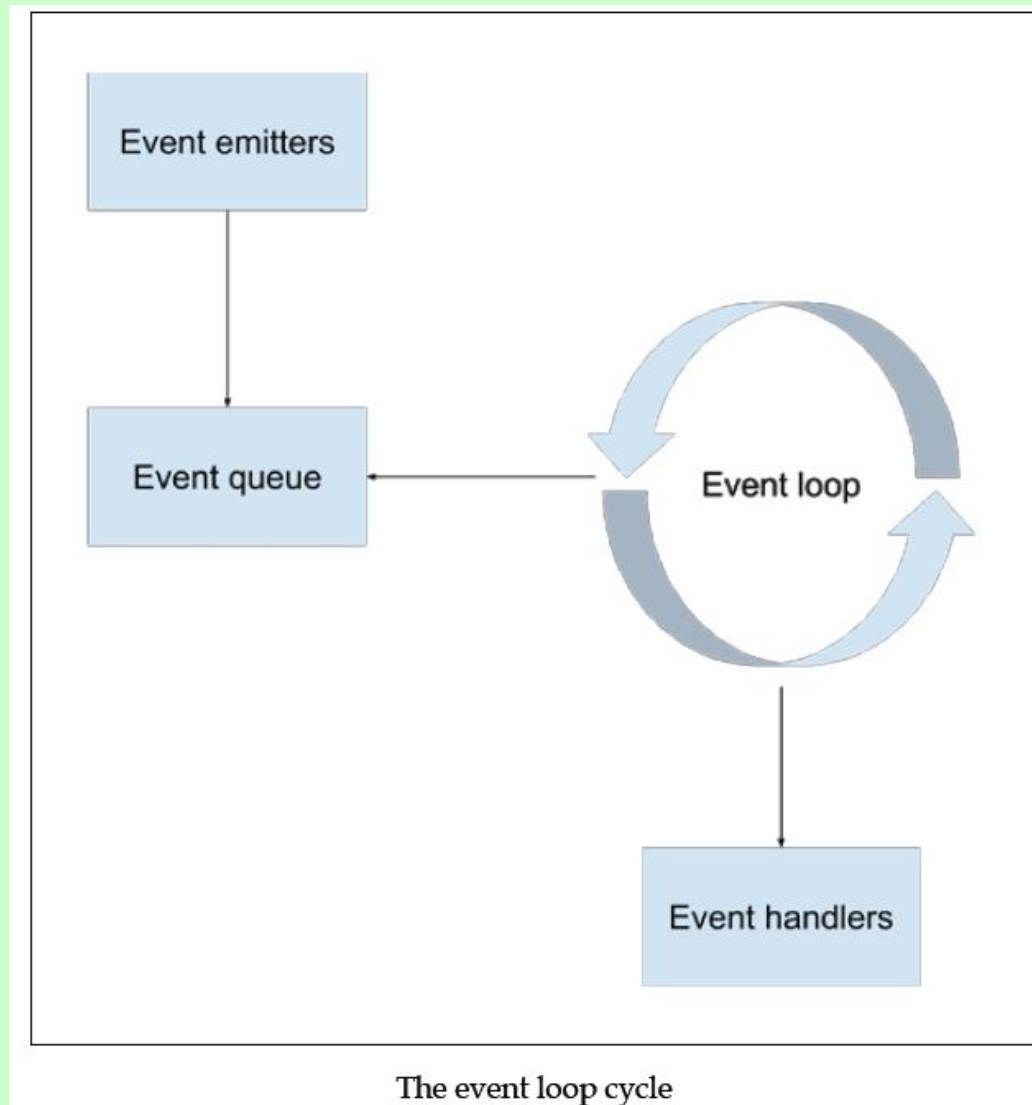 Event emitters
Event queue
Event loop
Event handlers
The event loop cycle